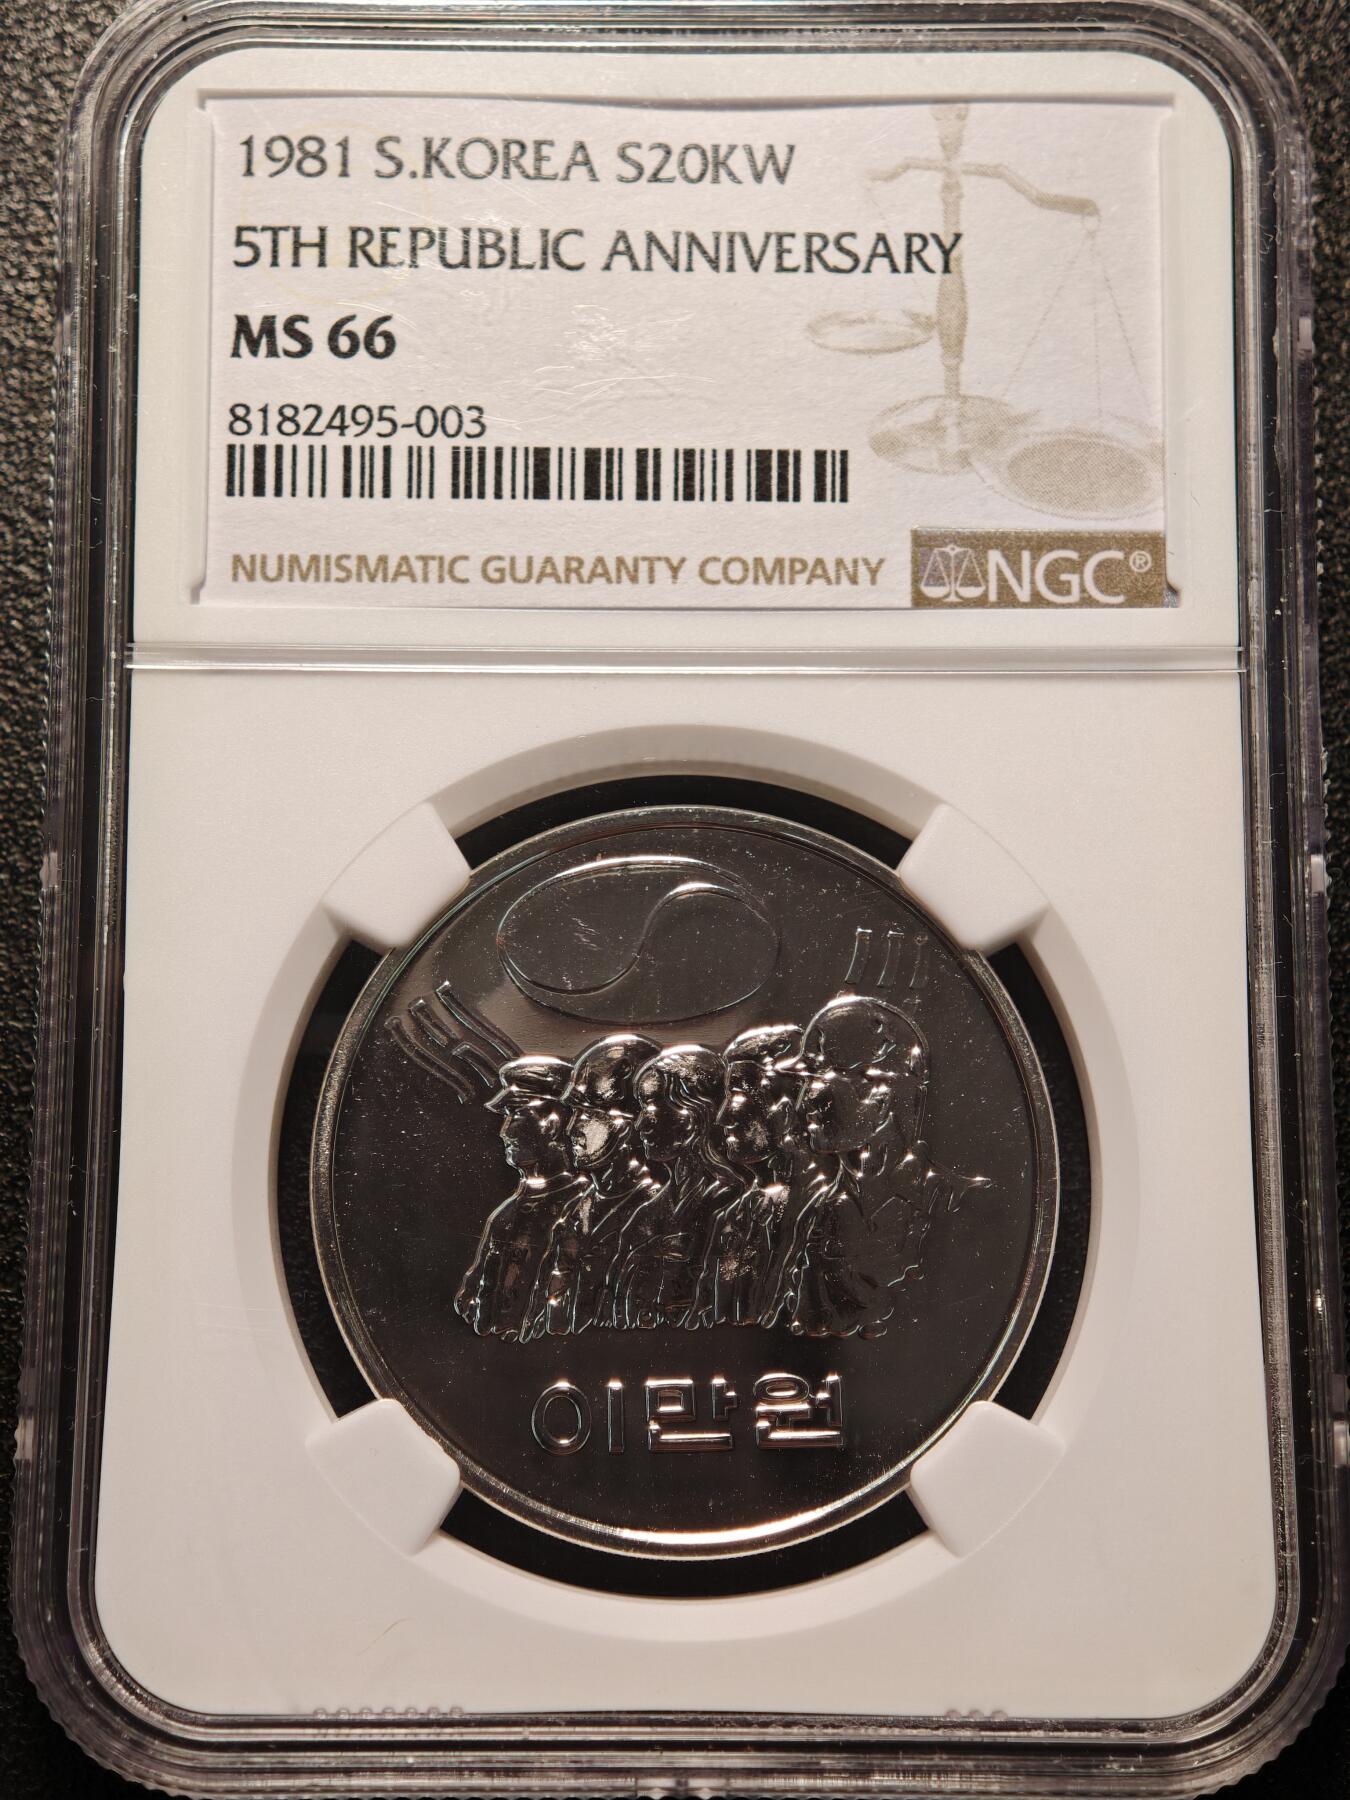 1981 S.KOREA S20KW
5TH REPUBLIC ANNIVERSARY
MS 66
8182495-003
NUMISMATIC GUARANTY COMPANY NGC®
이만원